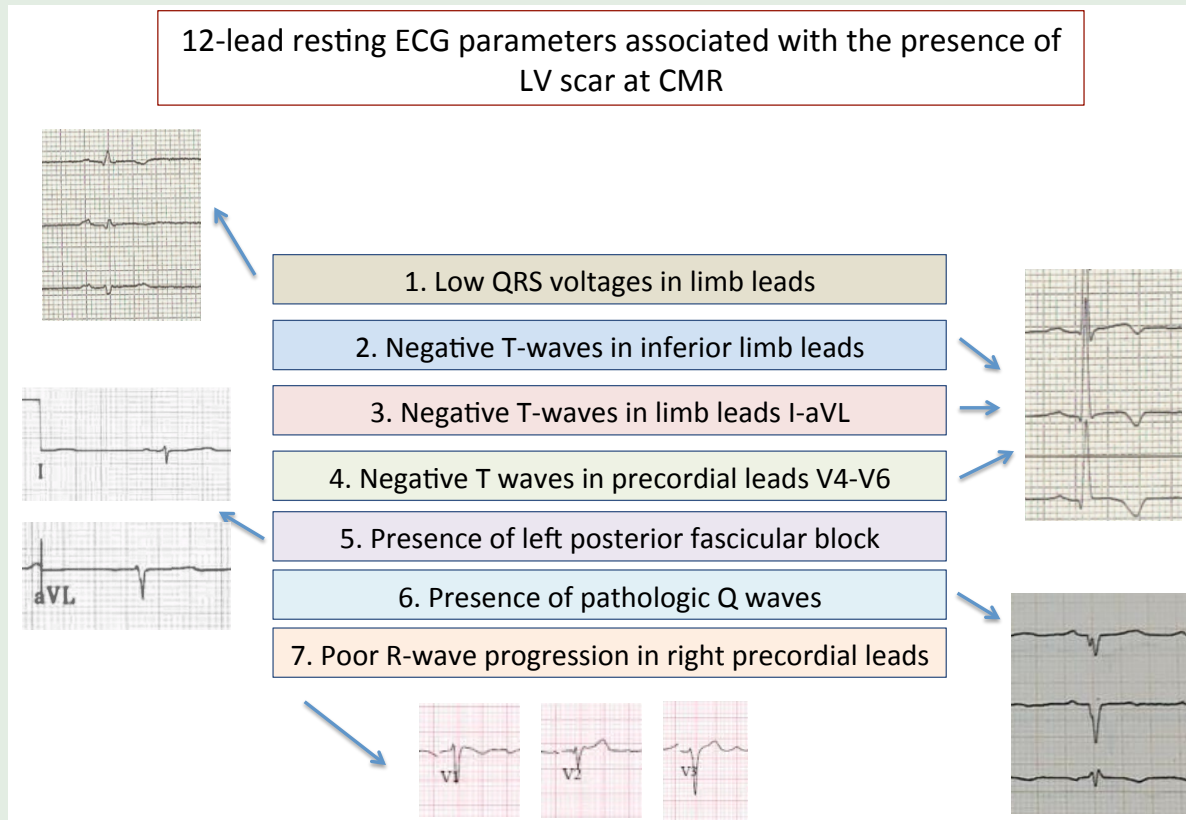 12-lead resting ECG parameters associated with the presence of
LV scar at CMR
1. Low QRS voltages in limb leads
2. Negative T-waves in inferior limb leads
3. Negative T-waves in limb leads I-aVL
4. Negative T waves in precordial leads V4-V6
I
5. Presence of left posterior fascicular block
aVL
6. Presence of pathologic Q waves
7. Poor R-wave progression in right precordial leads
V1
V2
V3